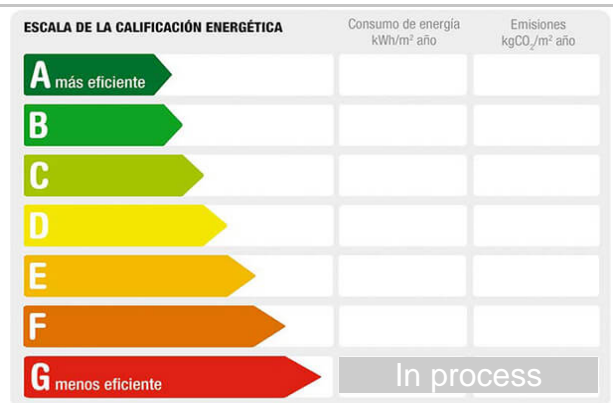 ESCALA DE LA CALIFICACIÓN ENERGÉTICA
Consumo de energía
kWh/m² año
Emisiones
kgCO₂/m² año
A más eficiente
B
C
D
E
F
G menos eficiente
In process